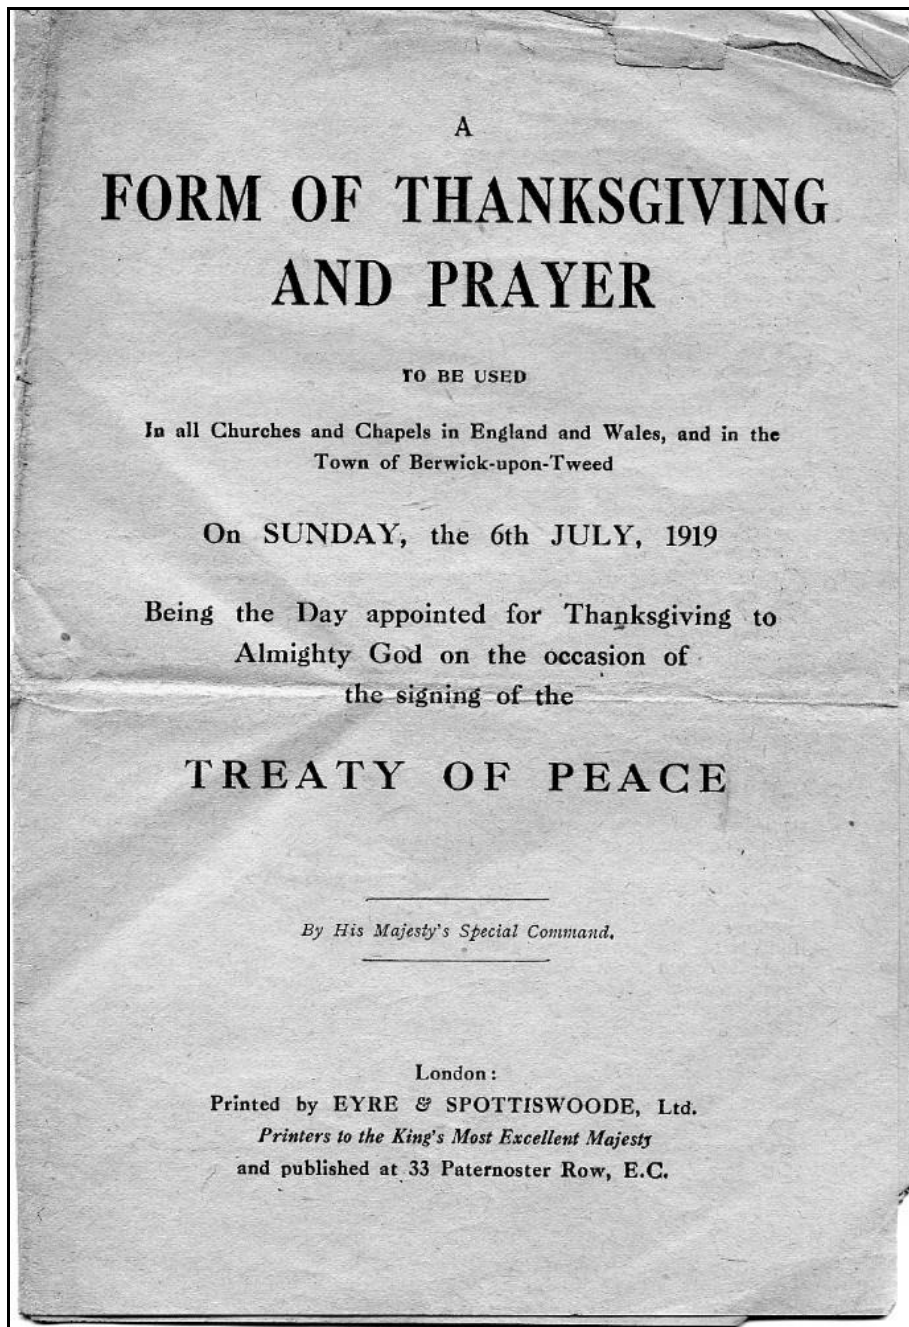 A
FORM OF THANKSGIVING
AND PRAYER
TO BE USED
In all Churches and Chapels in England and Wales, and in the
Town of Berwick-upon-Tweed
On SUNDAY, the 6th JULY, 1919
Being the Day appointed for Thanksgiving to
Almighty God on the occasion of
the signing of the
TREATY OF PEACE
By His Majesty's Special Command.
London:
Printed by EYRE & SPOTTISWOODE, Ltd.
Printers to the King's Most Excellent Majesty
and published at 33 Paternoster Row, E.C.